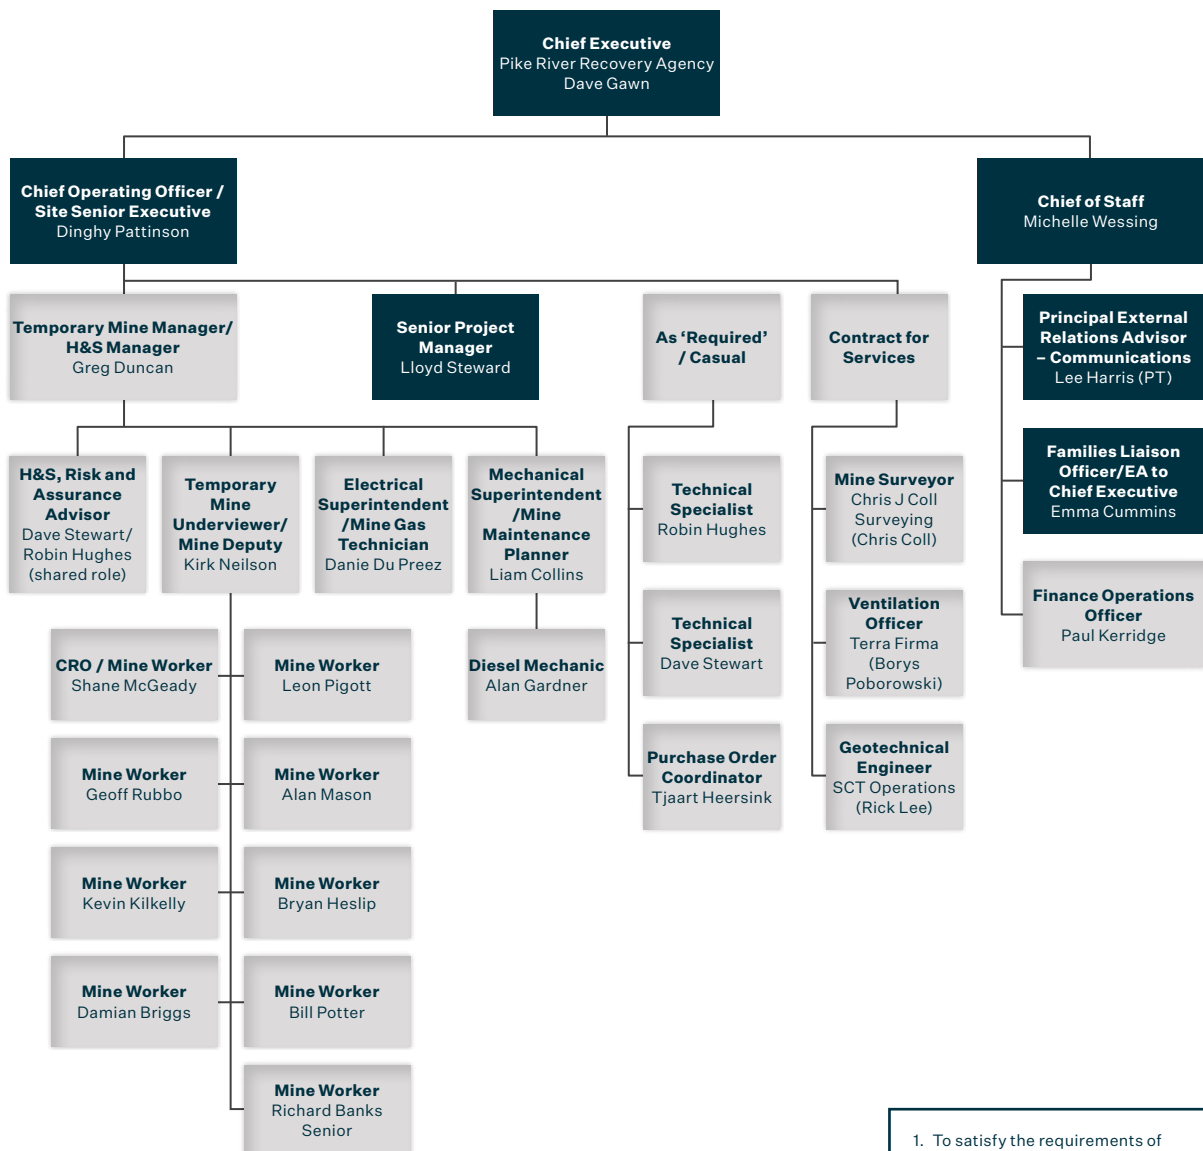 Chief Executive
Pike River Recovery Agency
Dave Gawn
Chief Operating Officer /
Site Senior Executive
Dinghy Pattinson
Chief of Staff
Michelle Wessing
Temporary Mine Manager/
H&S Manager
Greg Duncan
Senior Project
Manager
Lloyd Steward
As ‘Required’
/ Casual
Contract for
Services
Principal External
Relations Advisor
– Communications
Lee Harris (PT)
H&S, Risk and
Assurance
Advisor
Dave Stewart/
Robin Hughes
(shared role)
Temporary
Mine
Underviewer/
Mine Deputy
Kirk Neilson
Electrical
Superintendent
/Mine Gas
Technician
Danie Du Preez
Mechanical
Superintendent
/Mine
Maintenance
Planner
Liam Collins
Technical
Specialist
Robin Hughes
Mine Surveyor
Chris J Coll
Surveying
(Chris Coll)
Families Liaison
Officer/EA to
Chief Executive
Emma Cummins
Technical
Specialist
Dave Stewart
Ventilation
Officer
Terra Firma
(Borys
Poborowski)
Finance Operations
Officer
Paul Kerridge
CRO / Mine Worker
Shane McGeady
Mine Worker
Leon Pigott
Diesel Mechanic
Alan Gardner
Purchase Order
Coordinator
Tjaart Heersink
Geotechnical
Engineer
SCT Operations
(Rick Lee)
Mine Worker
Geoff Rubbo
Mine Worker
Alan Mason
Mine Worker
Kevin Kilkelly
Mine Worker
Bryan Heslip
Mine Worker
Damian Briggs
Mine Worker
Bill Potter
Mine Worker
Richard Banks
Senior
1. To satisfy the requirements of